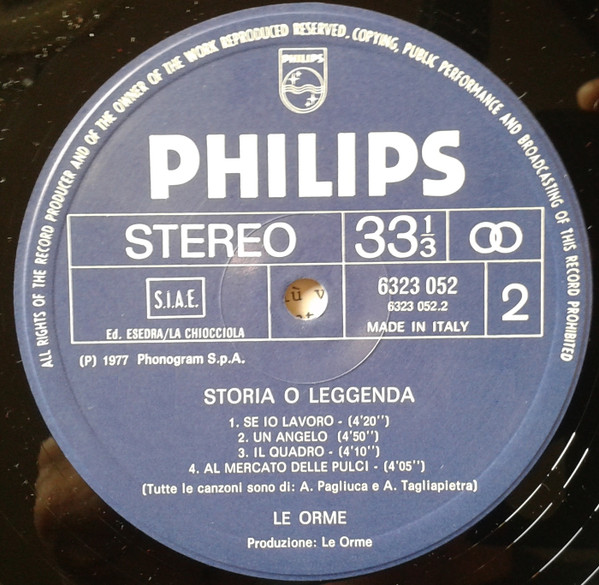 ALL RIGHTS OF THE RECORD PRODUCER AND OF THE OWNER OF THE WORK REPRODUCED RESERVED. COPYING, PUBLIC PERFORMANCE AND BROADCASTING OF THIS RECORD PROHIBITED
PHILIPS
PHILIPS
STEREO 33 1/3
S.I.A.E. 6323 052 2
6323 052.2
Ed. ESEDRA/LA CHIOCCIOLA MADE IN ITALY
(P) 1977 Phonogram S.p.A.
STORIA O LEGGENDA
1. SE IO LAVORO - (4'20'')
2. UN ANGELO (4'50'')
3. IL QUADRO - (4'10'')
4. AL MERCATO DELLE PULCI - (4'05'')
(Tutte le canzoni sono di: A. Pagliuca e A. Tagliapietra)
LE ORME
Produzione: Le Orme